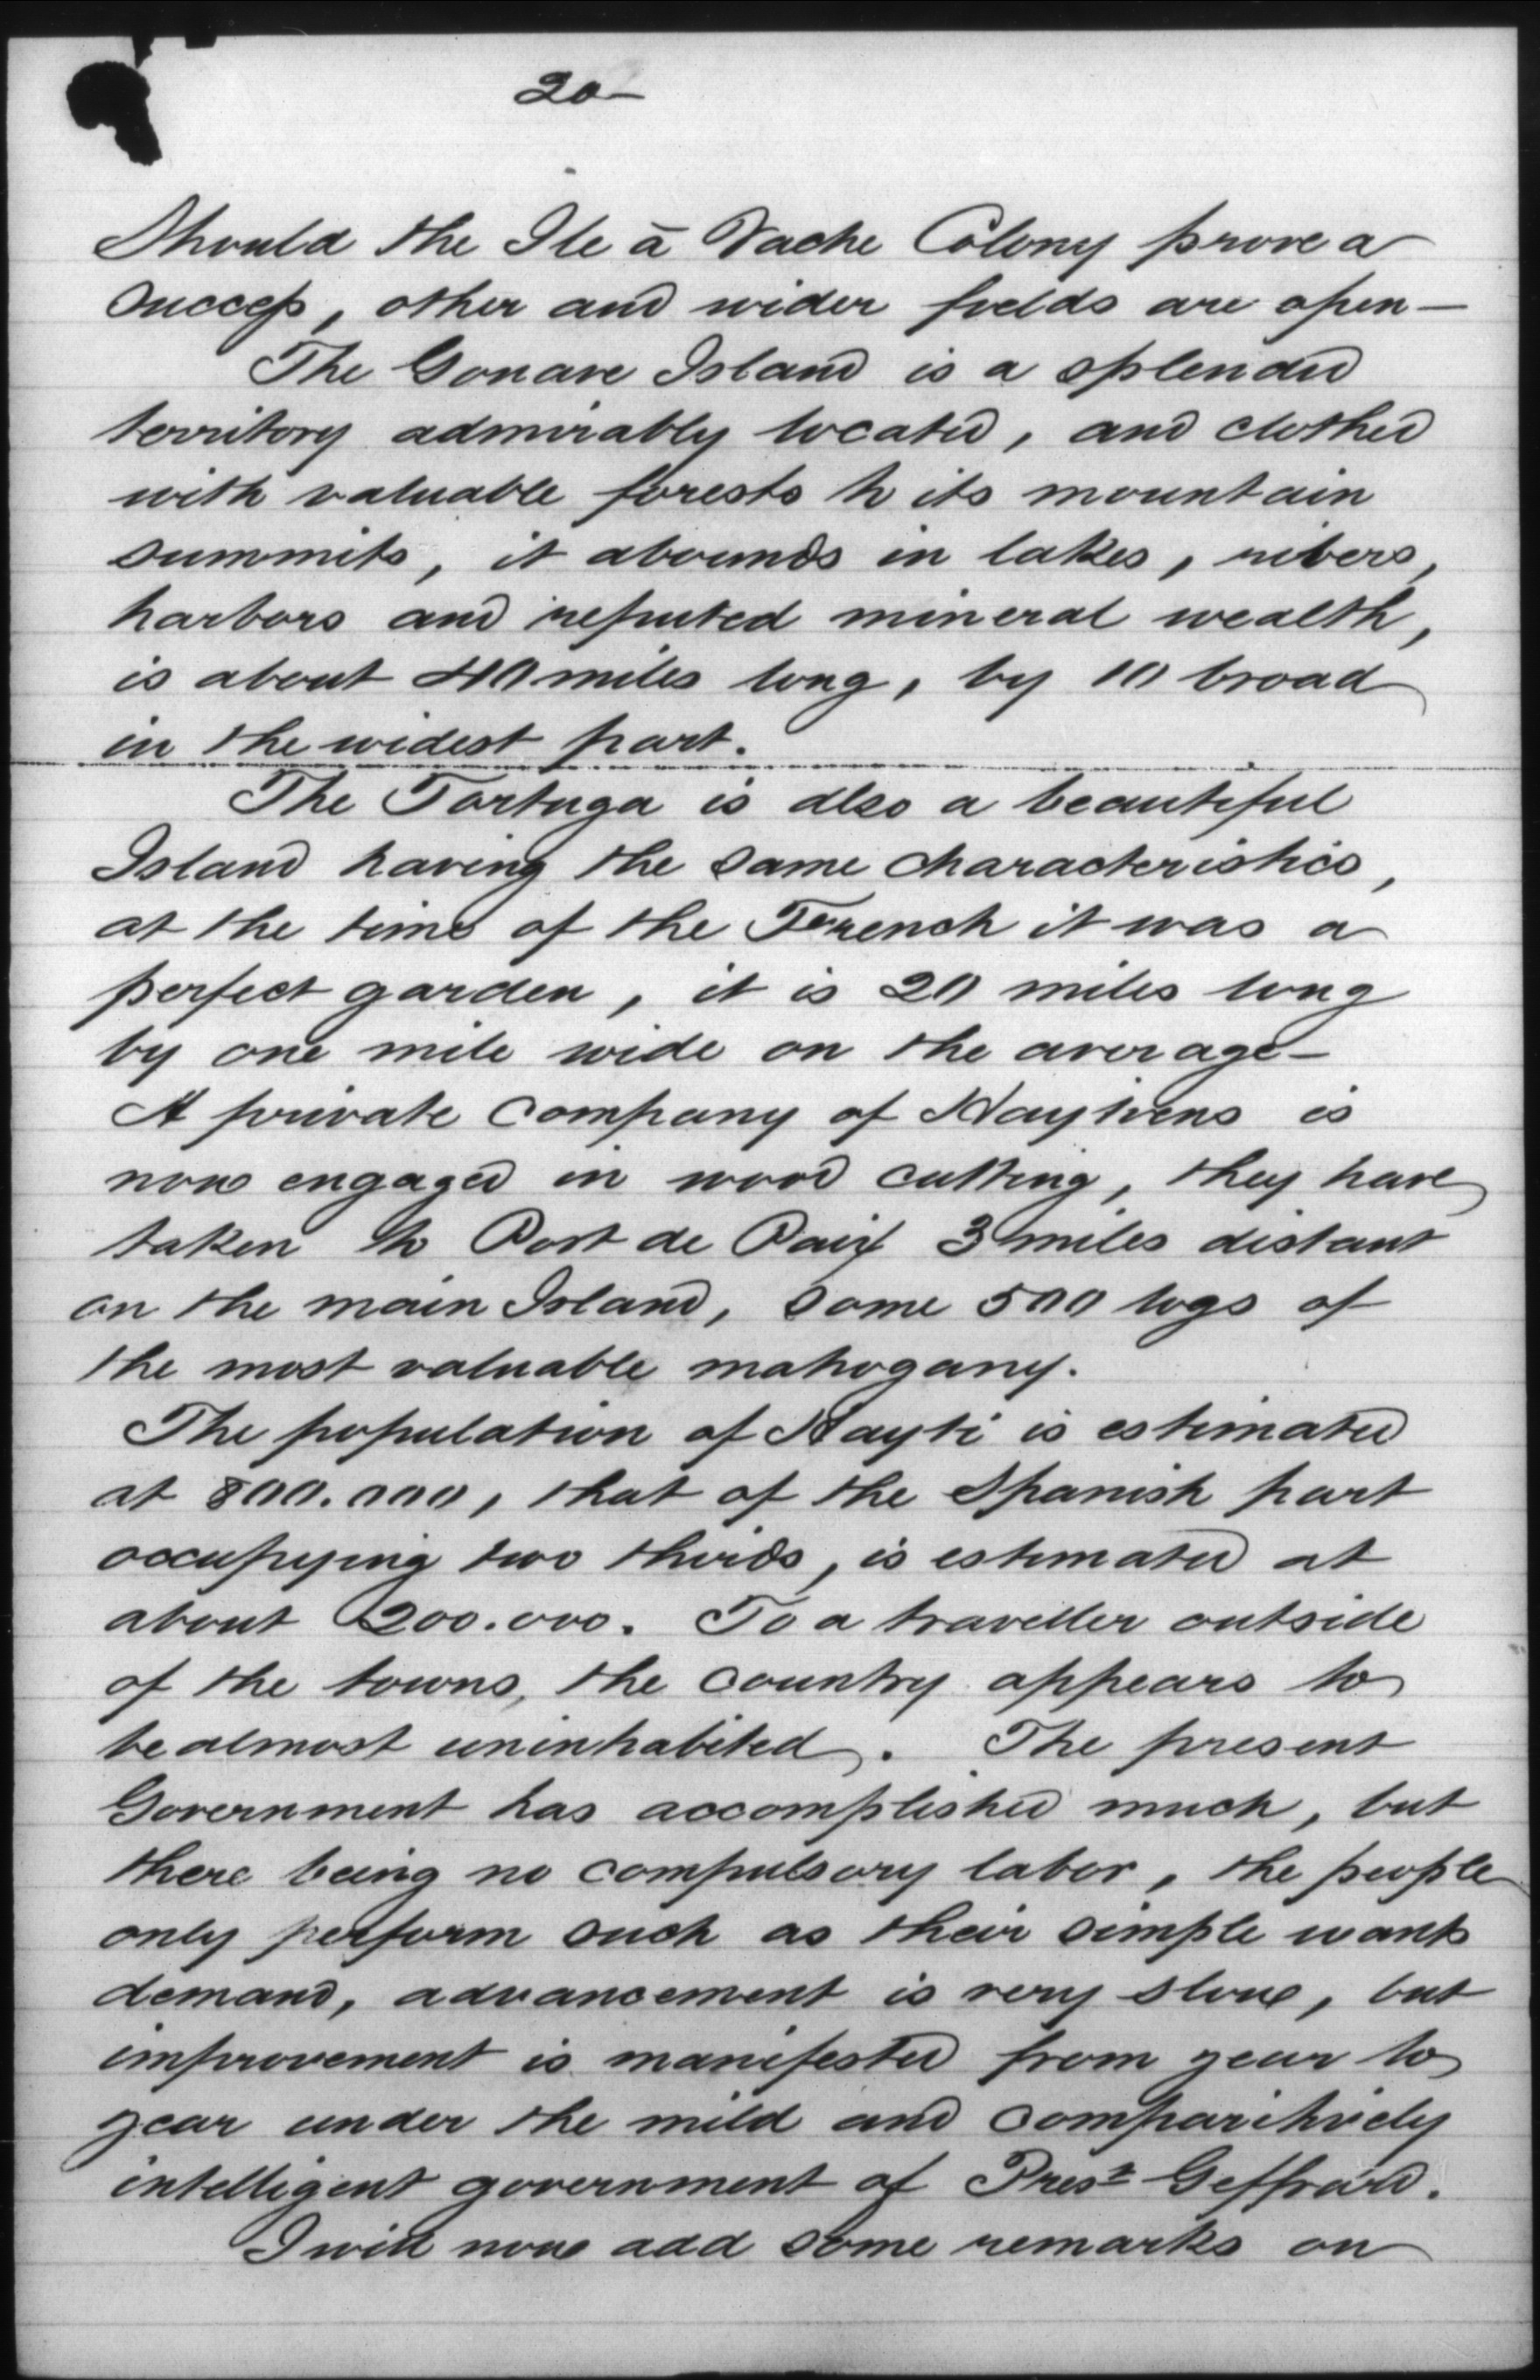 20-
Should the Ile à Vache Colony prove a
success, other and wider fields are open -
The Gonave Island is a splendid
territory admirably located, and clothed
with valuable forests to its mountain
summits, it abounds in lakes, rivers,
harbors and reputed mineral wealth,
is about 40 miles long, by 10 broad
in the widest part.
The Tortuga is also a beautiful
Island having the same characteristics,
at the time of the French it was a
perfect garden, it is 20 miles long
by one mile wide on the average -
A private company of Haytiens is
now engaged in wood cutting, they have
taken to Port de Paix 3 miles distant
on the main Island, some 500 logs of
the most valuable mahogany.
The population of Hayti is estimated
at 800.000, that of the Spanish part
occupying two thirds, is estimated at
about 200.000. To a traveller outside
of the towns, the country appears to
be almost uninhabited. The present
Government has accomplished much, but
there being no compulsory labor, the people
only perform such as their simple wants
demand, advancement is very slow, but
improvement is manifested from year to
year under the mild and comparitively
intelligent government of Prest Geffrard.
I will now add some remarks on